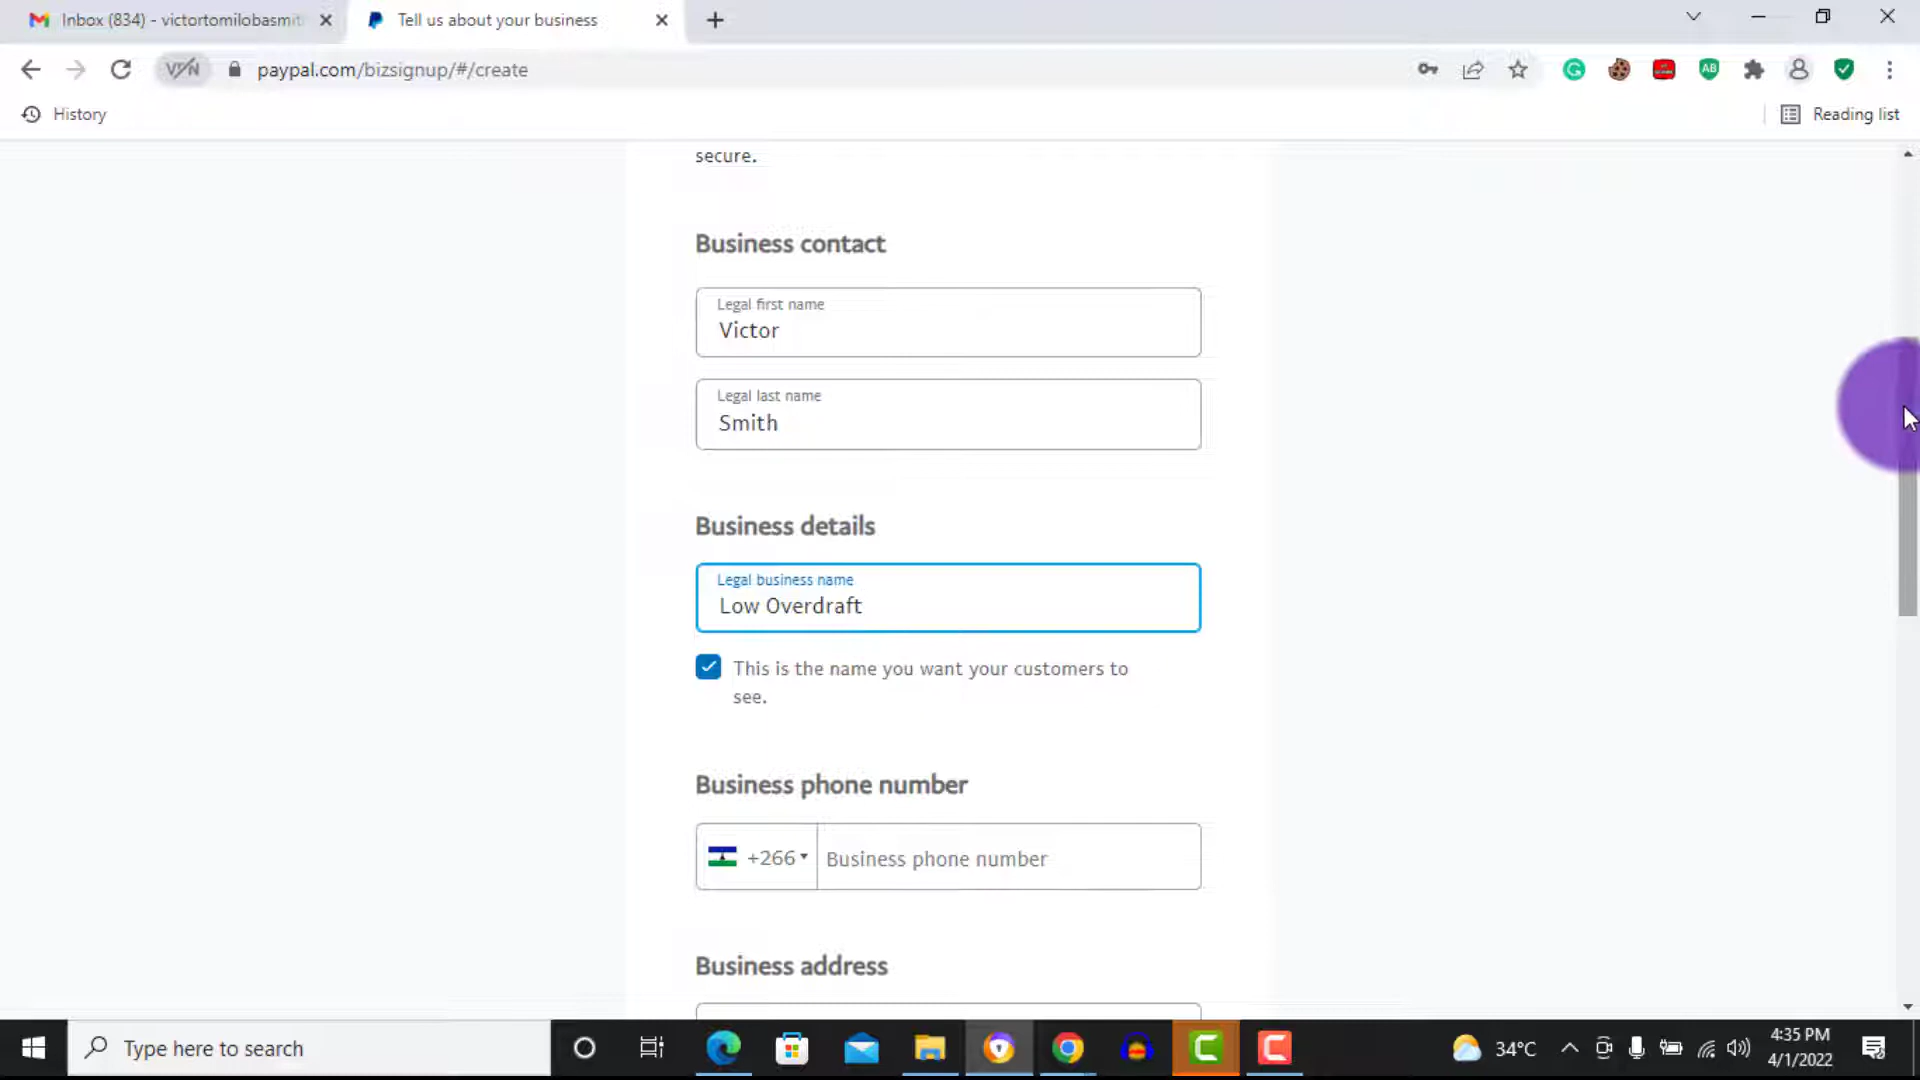 Inbox (834) - victortomilobasmit
Tell us about your business
VPN
paypal.com/bizsignup/#/create
History
Reading list
secure.
Business contact
Legal first name
Victor
Legal last name
Smith
Business details
Legal business name
Low Overdraft
This is the name you want your customers to
see.
Business phone number
+266
Business phone number
Business address
Type here to search
34°C
4:35 PM
4/1/2022